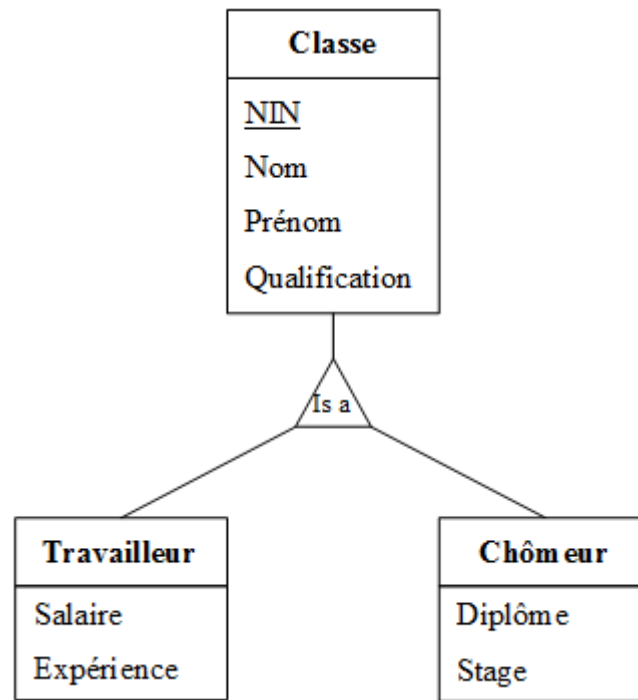 Classe
NIN
Nom
Prénom
Qualification
Is a
Travailleur
Salaire
Expérience
Chômeur
Diplôme
Stage